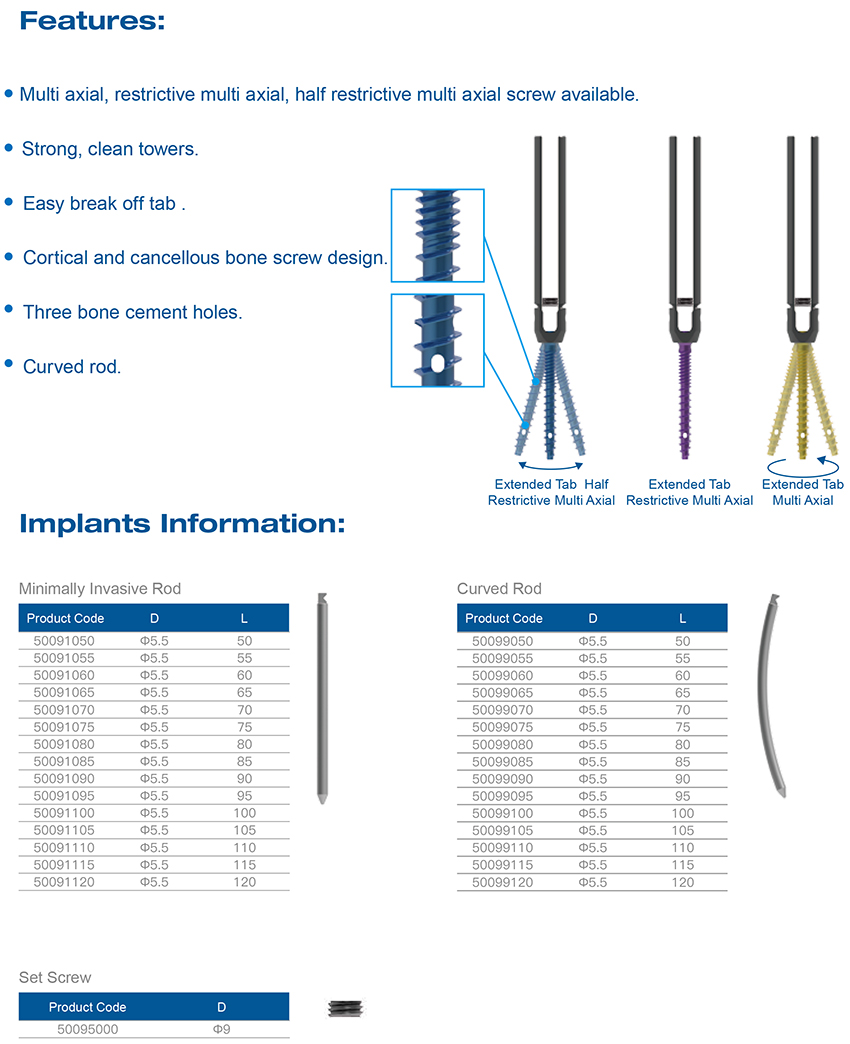 Features:
Multi axial, restrictive multi axial, half restrictive multi axial screw available.
Strong, clean towers.
Easy break off tab .
Cortical and cancellous bone screw design.
Three bone cement holes.
Curved rod.
Extended Tab Half
Restrictive Multi Axial
Extended Tab
Restrictive Multi Axial
Extended Tab
Multi Axial
Implants Information:
Minimally Invasive Rod
Product Code D L
50091050 Φ5.5 50
50091055 Φ5.5 55
50091060 Φ5.5 60
50091065 Φ5.5 65
50091070 Φ5.5 70
50091075 Φ5.5 75
50091080 Φ5.5 80
50091085 Φ5.5 85
50091090 Φ5.5 90
50091095 Φ5.5 95
50091100 Φ5.5 100
50091105 Φ5.5 105
50091110 Φ5.5 110
50091115 Φ5.5 115
50091120 Φ5.5 120
Curved Rod
Product Code D L
50099050 Φ5.5 50
50099055 Φ5.5 55
50099060 Φ5.5 60
50099065 Φ5.5 65
50099070 Φ5.5 70
50099075 Φ5.5 75
50099080 Φ5.5 80
50099085 Φ5.5 85
50099090 Φ5.5 90
50099095 Φ5.5 95
50099100 Φ5.5 100
50099105 Φ5.5 105
50099110 Φ5.5 110
50099115 Φ5.5 115
50099120 Φ5.5 120
Set Screw
Product Code D
50095000 Φ9